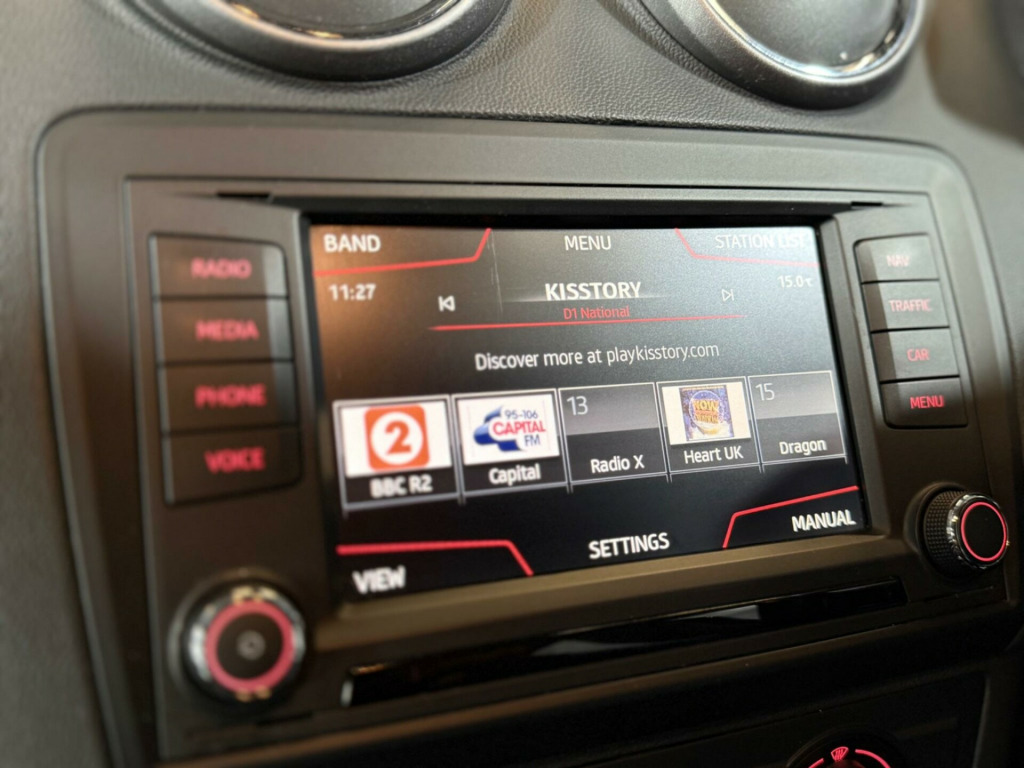 BAND
MENU
STATION LIST
11:27
KISSTORY
15.0°C
D1 National
Discover more at playkisstory.com
2
95-106
CAPITAL
FM
13
NOW
15
BBC R2
Capital
Radio X
Heart UK
Dragon
VIEW
SETTINGS
MANUAL
RADIO
MEDIA
PHONE
VOICE
NAV
TRAFFIC
CAR
MENU